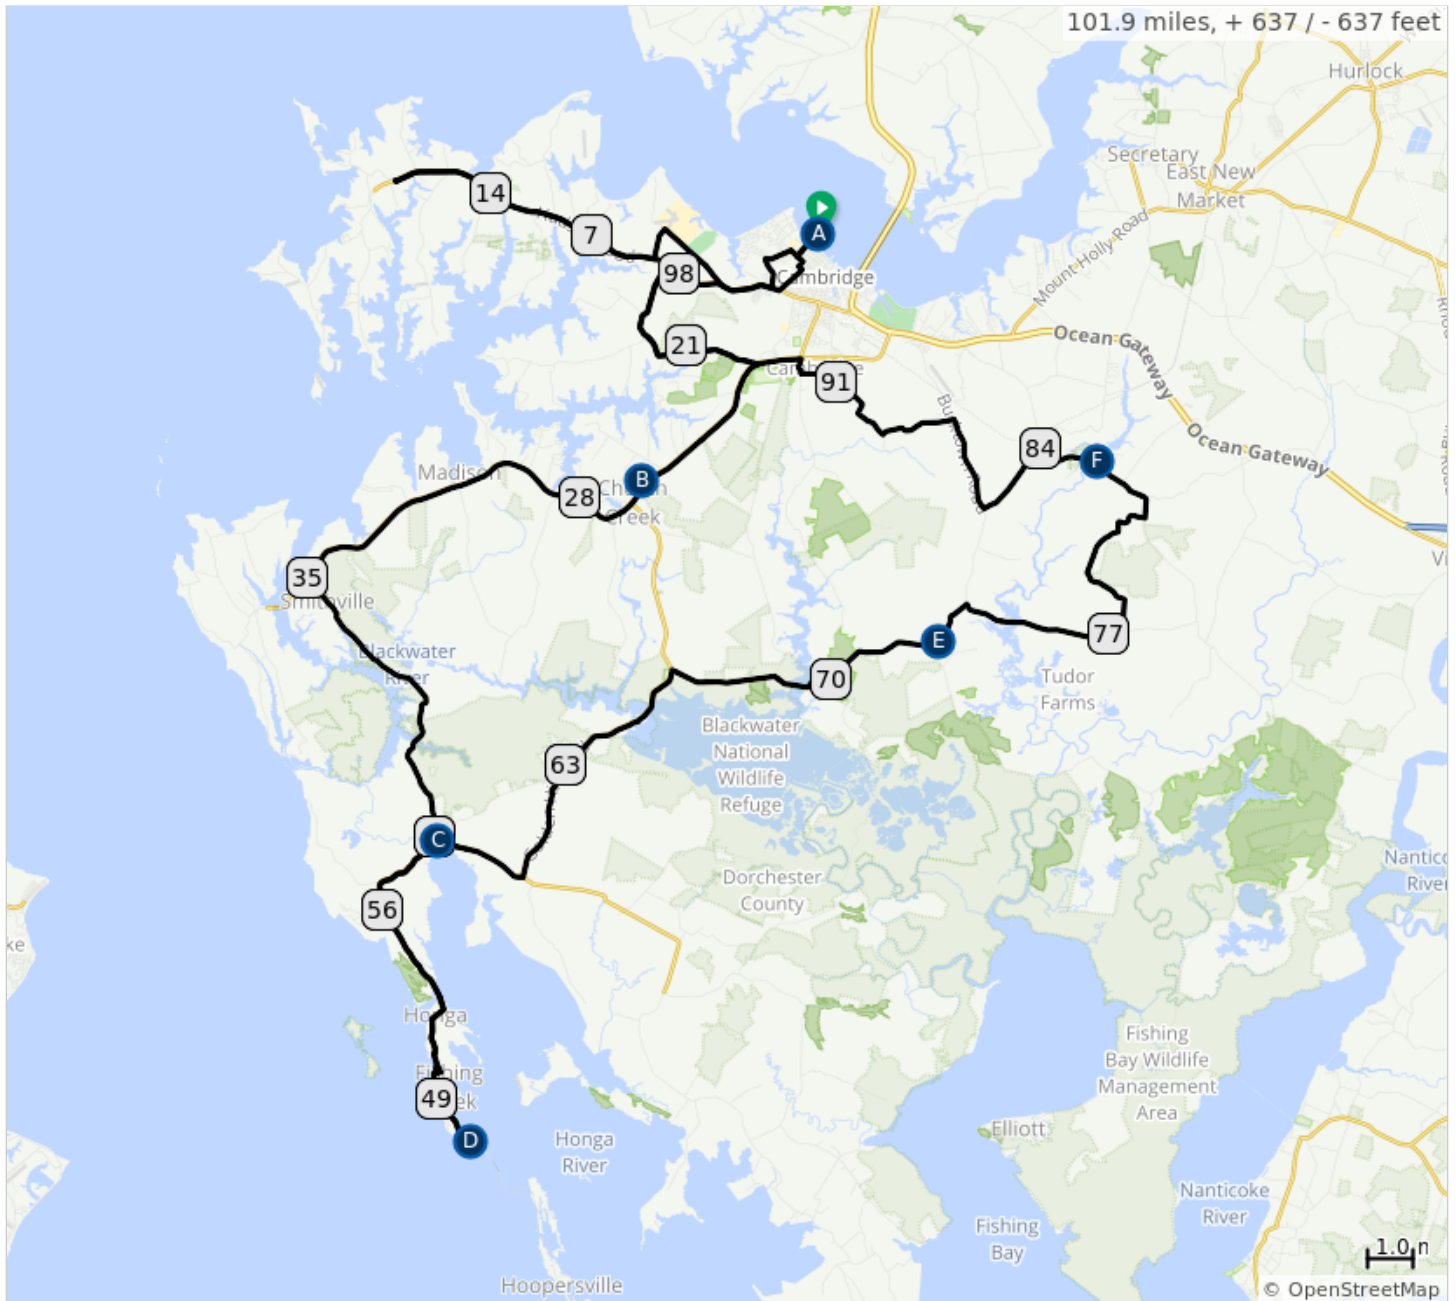 101.9 miles, + 637 / - 637 feet
Hurlock
Secretary
East New
Market
Mount Holly Road
14
7
A
98
Cambridge
Ocean Gateway
21
91
84
F
Ocean Gateway
Madison
B
28
Creek
35
Smithville
Blackwater
River
E
77
70
Tudor
Farms
Blackwater
National
Wildlife
Refuge
63
C
56
Dorchester
County
Honga
Fishing
49
D
Honga
River
Fishing
Bay Wildlife
Management
Area
Elliott
Nanticoke
River
Fishing
Bay
Hoopersville
1.0
© OpenStreetMap